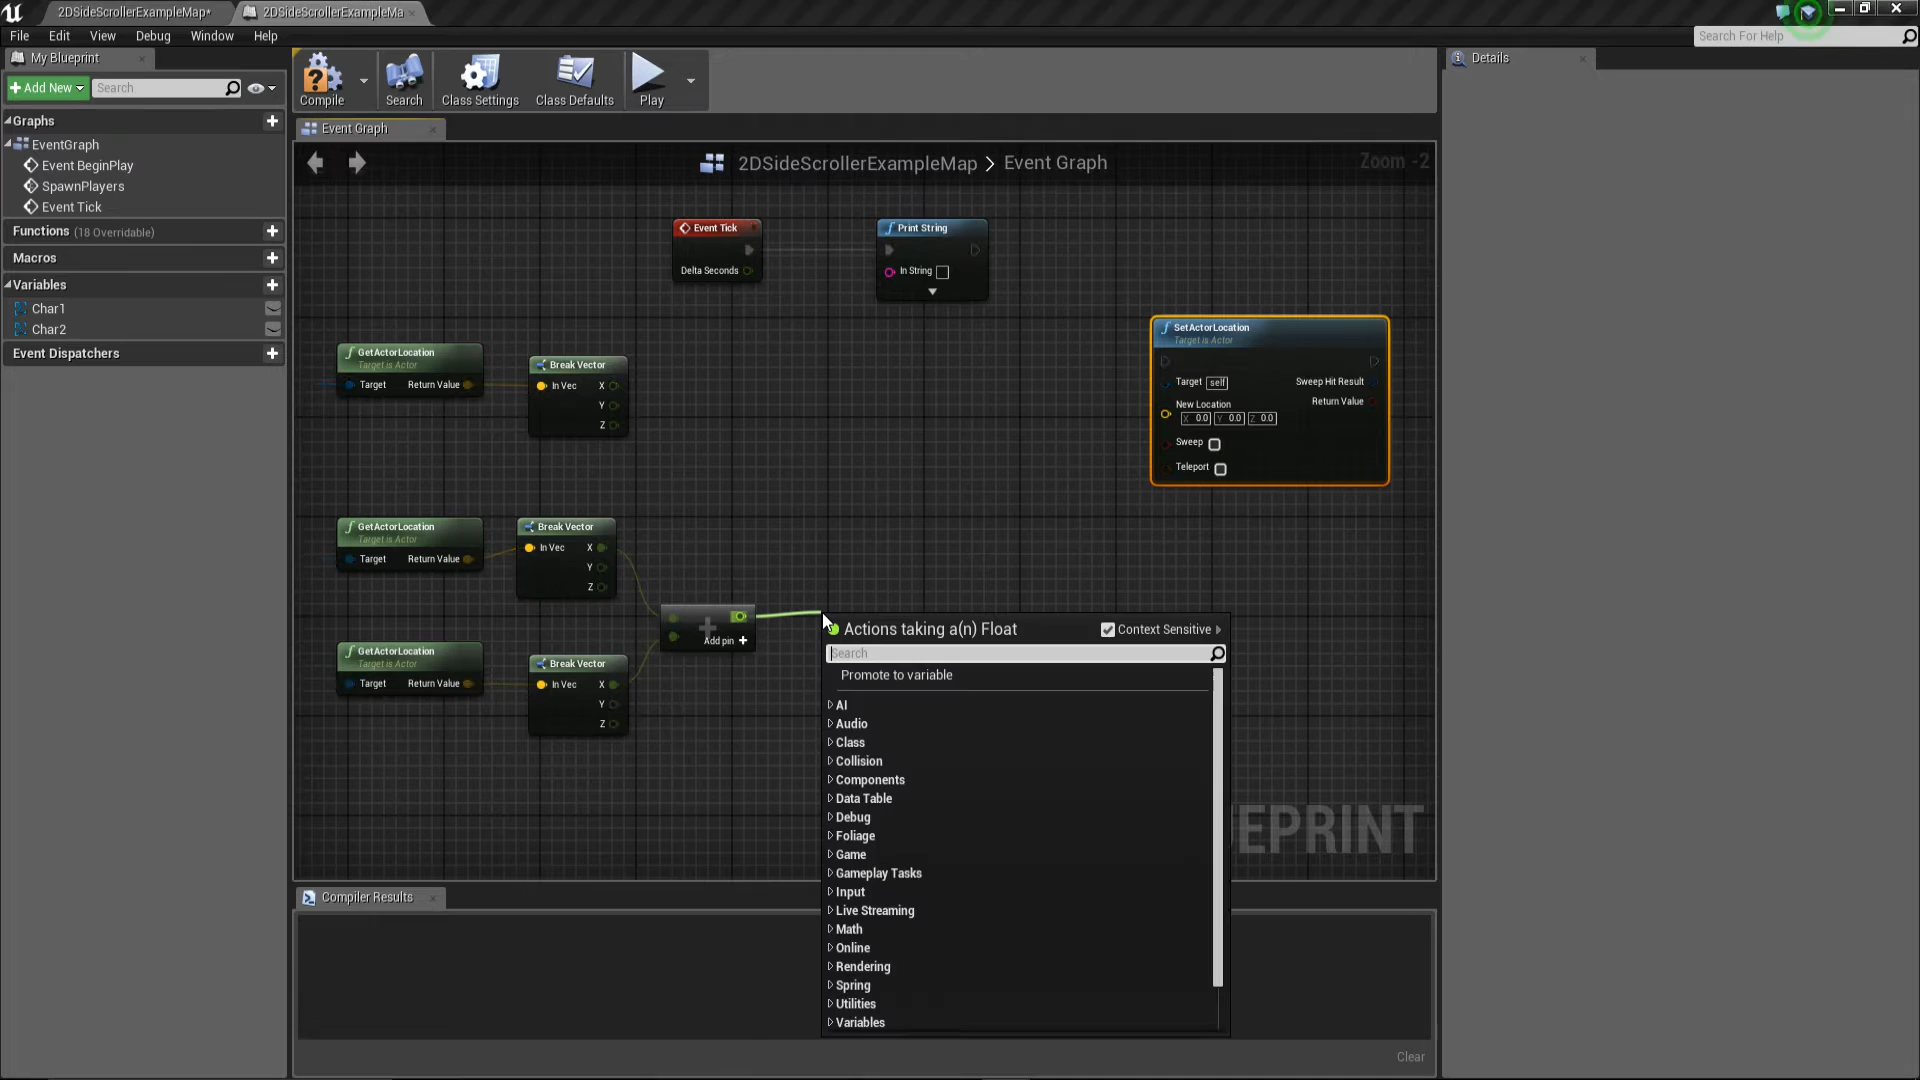 2DSideScrollerExampleMap*
2DSideScrollerExampleMa
File Edit View Debug Window Help
Search For Help
My Blueprint
Details
Add New
Search
Compile
Search
Class Settings
Class Defaults
Play
Graphs
EventGraph
Event BeginPlay
SpawnPlayers
Event Tick
Functions (18 Overridable)
Macros
Variables
Char1
Char2
Event Dispatchers
Event Graph
2DSideScrollerExampleMap > Event Graph
Zoom -2
Event Tick
Delta Seconds
Print String
In String
SetActorLocation
Target is Actor
Target self
Sweep Hit Result
New Location
Return Value
X 0.0 Y 0.0 Z 0.0
Sweep
Teleport
GetActorLocation
Target is Actor
Target Return Value
Break Vector
In Vec X
Y
Z
GetActorLocation
Target is Actor
Target Return Value
Break Vector
In Vec X
Y
Z
Add pin +
GetActorLocation
Target is Actor
Target Return Value
Break Vector
In Vec X
Y
Z
Actions taking a(n) Float
Context Sensitive
Search
Promote to variable
AI
Audio
Class
Collision
Components
Data Table
Debug
Foliage
Game
Gameplay Tasks
Input
Live Streaming
Math
Online
Rendering
Spring
Utilities
Variables
EPRINT
Compiler Results
Clear